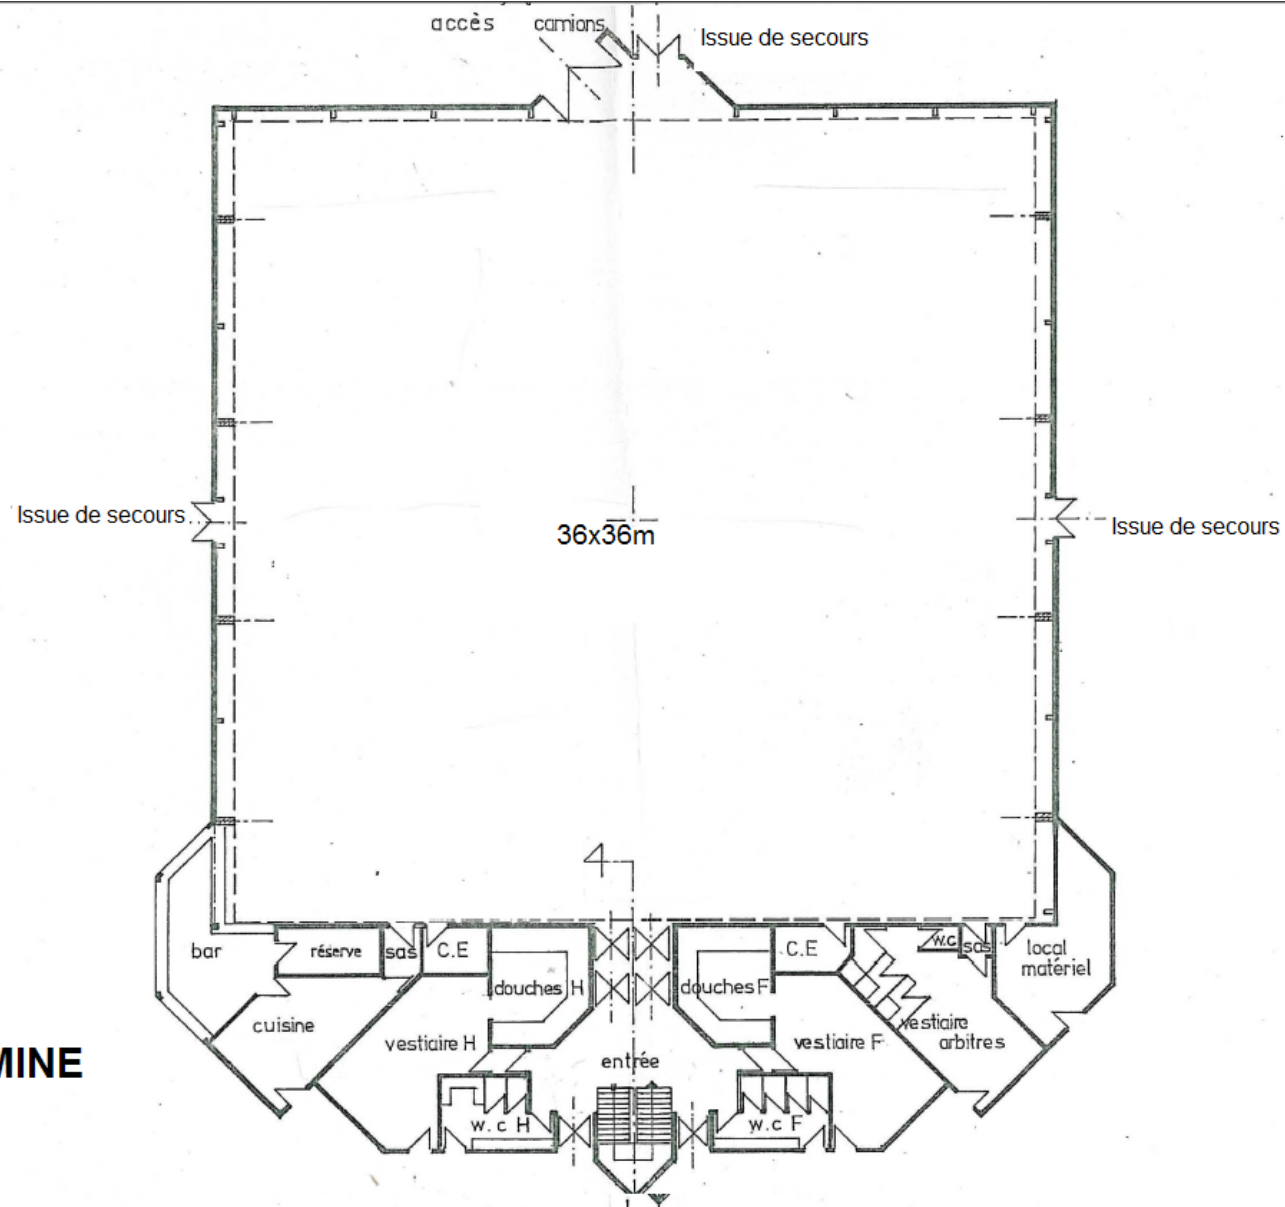 accès camions
Issue de secours
Issue de secours
36x36m
Issue de secours
bar
réserve
sas
C.E
douches H
douches F
C.E
w.c
sas
local
matériel
cuisine
vestiaire H
entrée
vestiaire F
vestiaire
arbitres
MINE
w.c H
w.c F